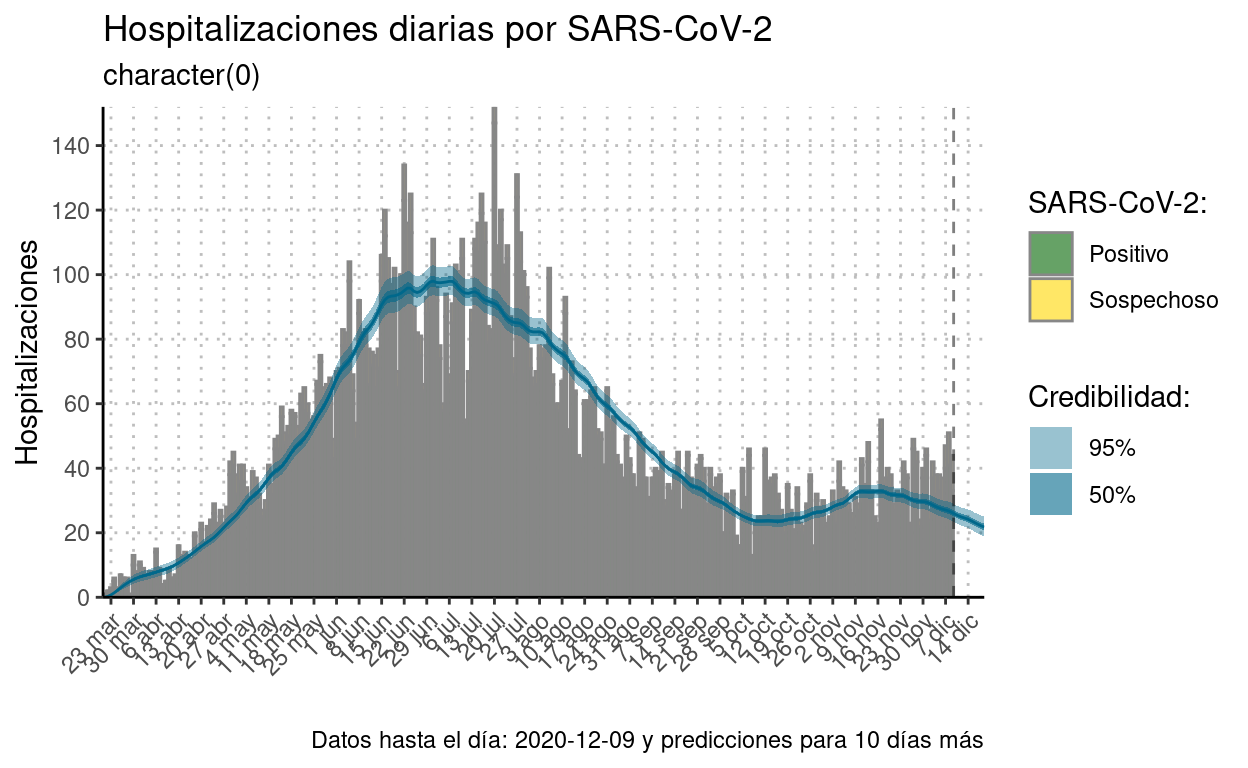 Hospitalizaciones diarias por SARS-CoV-2
character(0)
Hospitalizaciones
140
120
100
80
60
40
20
0
23 mar
30 mar
6 abr
13 abr
20 abr
27 abr
4 may
11 may
18 may
25 may
1 jun
8 jun
15 jun
22 jun
29 jun
6 jul
13 jul
20 jul
27 jul
3 ago
10 ago
17 ago
24 ago
31 ago
7 sep
14 sep
21 sep
28 sep
5 oct
12 oct
19 oct
26 oct
2 nov
9 nov
16 nov
23 nov
30 nov
7 dic
14 dic
SARS-CoV-2:
Positivo
Sospechoso
Credibilidad:
95%
50%
Datos hasta el día: 2020-12-09 y predicciones para 10 días más